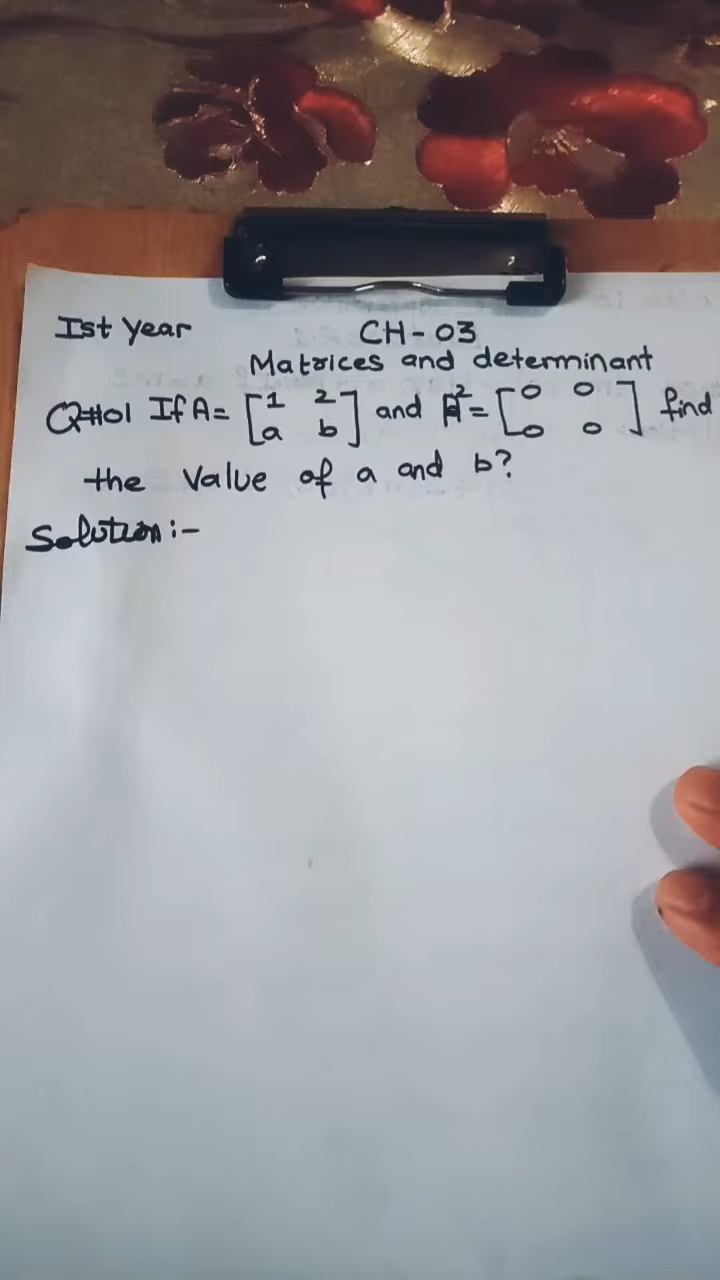 Ist Year CH-03
Matrices and determinant
Q#01 If A= [1 2 a b] and A²= [0 0 0 0] find
the Value of a and b?
Solution:-